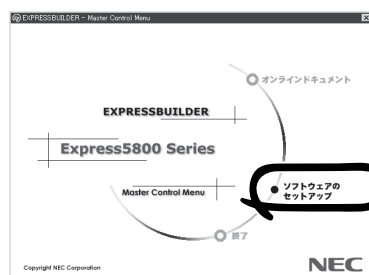 EXPRESSBUILDER - Master Control Menu
オンラインドキュメント
EXPRESSBUILDER
Express5800 Series
ソフトウェアの
セットアップ
Master Control Menu
終了
Copyright NEC Corporation
NEC